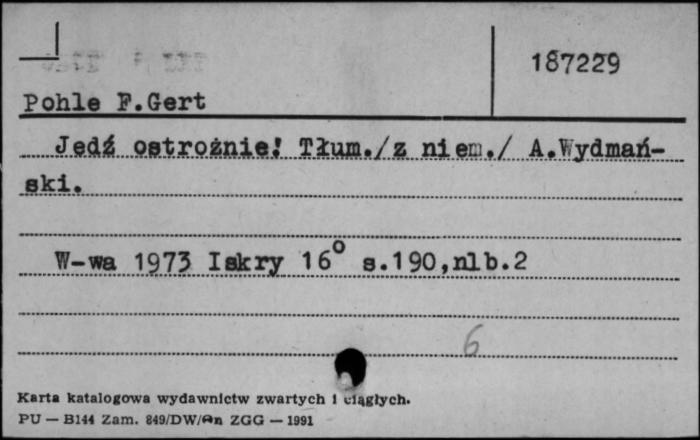 187229
Pohle F.Gert
Jedź ostrożnie! Tłum./z niem./ A.Wydmań-
ski.
W-wa 1973 Iskry 16° s.190,nlb.2
6
Karta katalogowa wydawnictw zwartych i ciągłych.
PU — B144 Zam. 849/DW/An ZGG — 1991